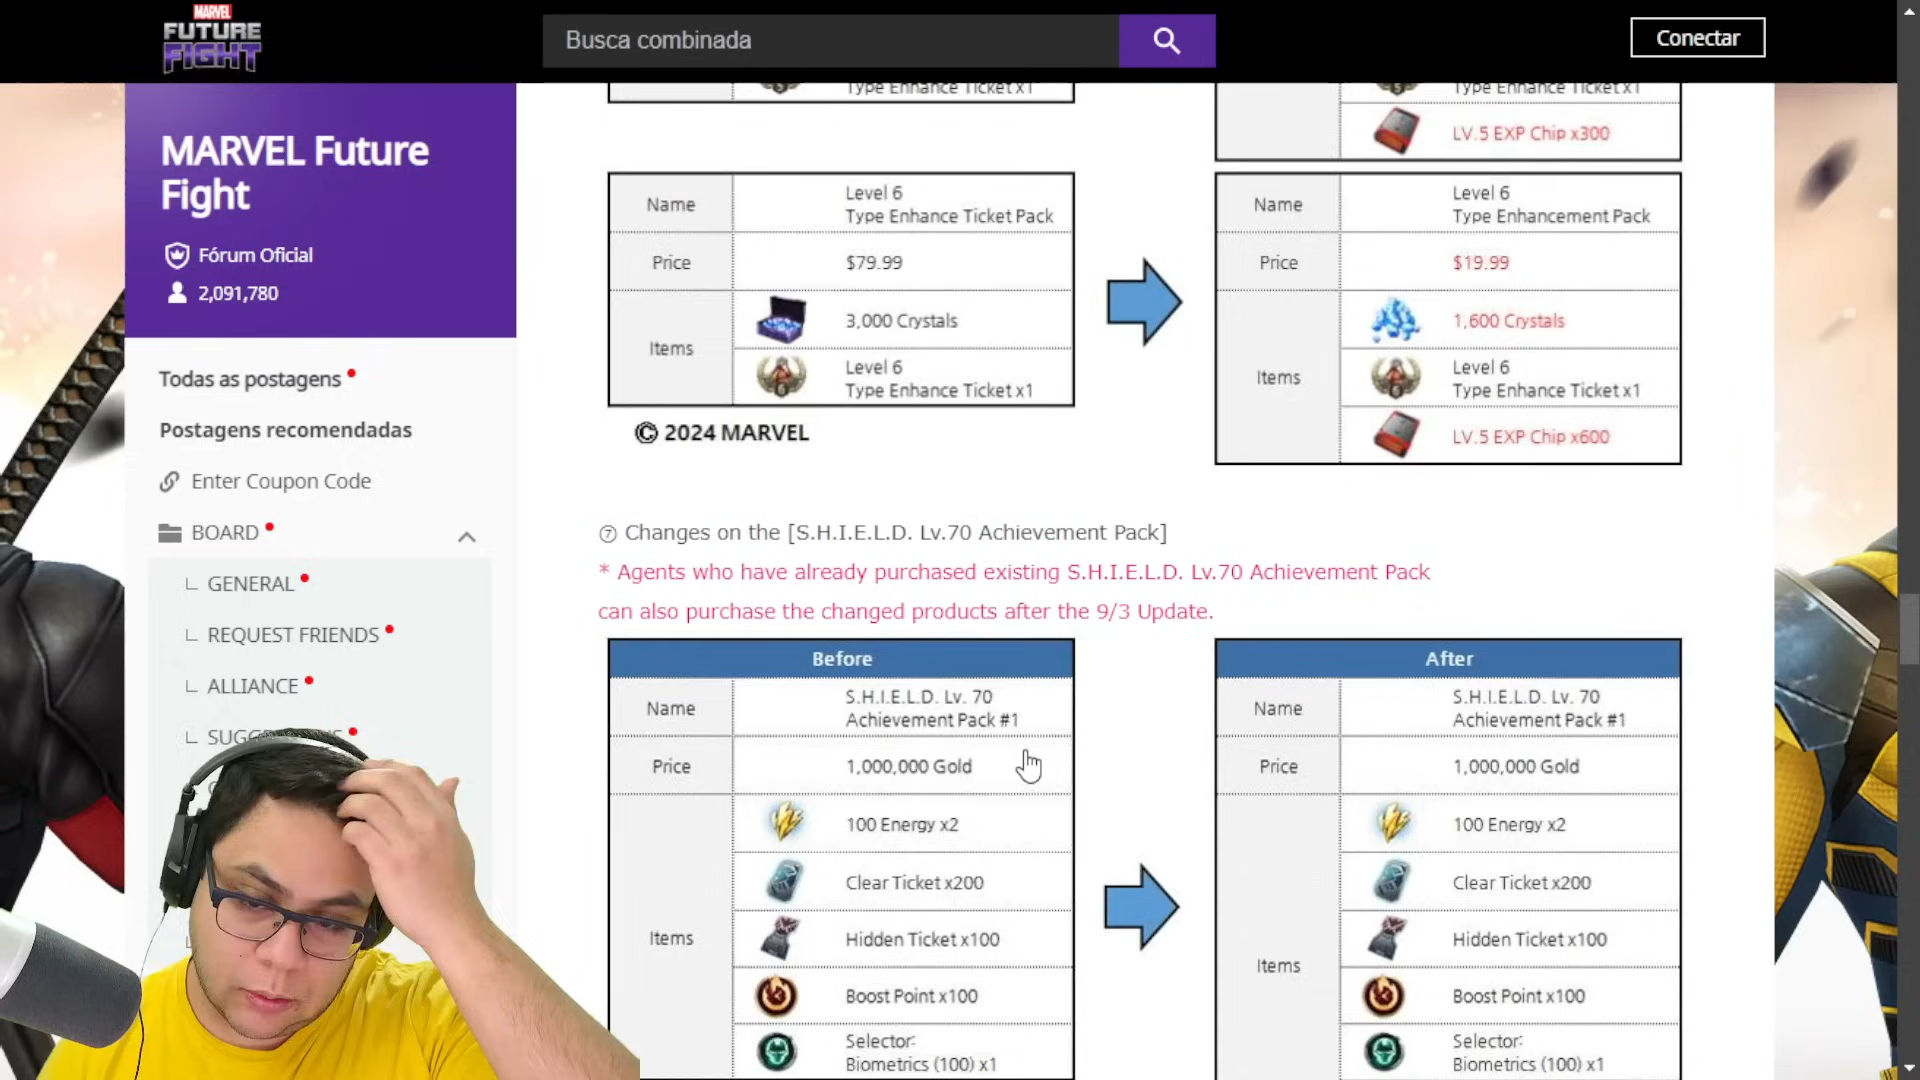 MARVEL
FUTURE
FIGHT
Busca combinada
Conectar
MARVEL Future
Fight
Fórum Oficial
2,091,780
Todas as postagens
Postagens recomendadas
Enter Coupon Code
BOARD
GENERAL
REQUEST FRIENDS
ALLIANCE
Type Enhance Ticket x1
Type Enhance Ticket x1
LV.5 EXP Chip x300
Name
Level 6
Type Enhance Ticket Pack
Price
$79.99
Items
3,000 Crystals
Level 6
Type Enhance Ticket x1
Name
Level 6
Type Enhancement Pack
Price
$19.99
Items
1,600 Crystals
Level 6
Type Enhance Ticket x1
LV.5 EXP Chip x600
© 2024 MARVEL
⑦ Changes on the [S.H.I.E.L.D. Lv.70 Achievement Pack]
* Agents who have already purchased existing S.H.I.E.L.D. Lv.70 Achievement Pack
can also purchase the changed products after the 9/3 Update.
Before
Name
S.H.I.E.L.D. Lv. 70
Achievement Pack #1
Price
1,000,000 Gold
Items
100 Energy x2
Clear Ticket x200
Hidden Ticket x100
Boost Point x100
Selector:
Biometrics (100) x1
After
Name
S.H.I.E.L.D. Lv. 70
Achievement Pack #1
Price
1,000,000 Gold
Items
100 Energy x2
Clear Ticket x200
Hidden Ticket x100
Boost Point x100
Selector:
Biometrics (100) x1